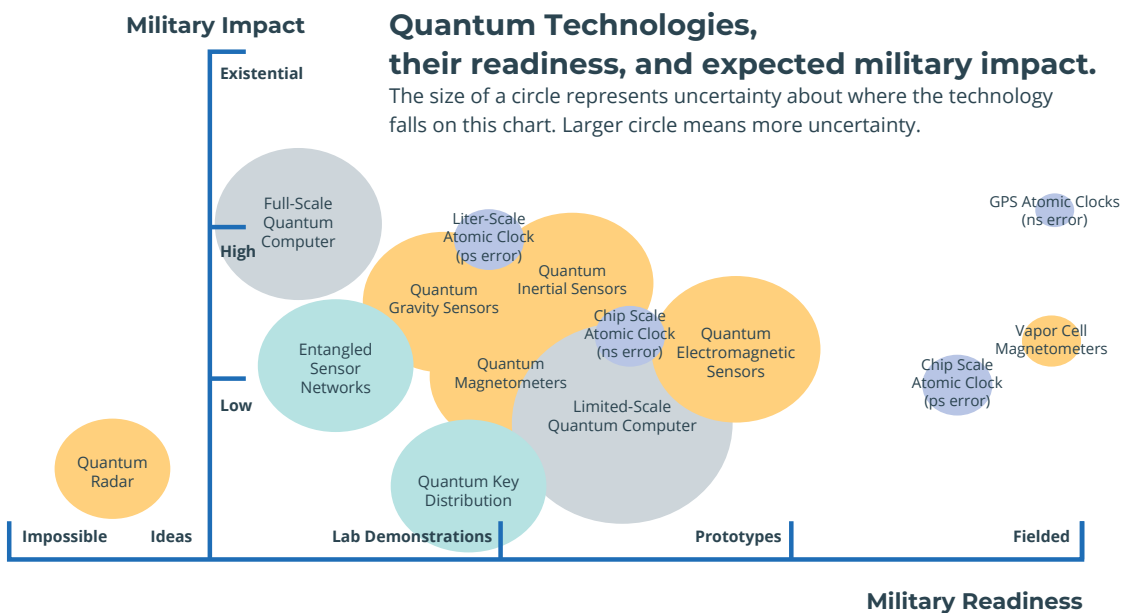 Military Impact
Quantum Technologies,
their readiness, and expected military impact.
The size of a circle represents uncertainty about where the technology
falls on this chart. Larger circle means more uncertainty.
Existential
High
Low
Full-Scale
Quantum
Computer
Liter-Scale
Atomic Clock
(ps error)
Quantum
Gravity Sensors
Quantum
Inertial Sensors
GPS Atomic Clocks
(ns error)
Entangled
Sensor
Networks
Chip Scale
Atomic Clock
(ns error)
Quantum
Electromagnetic
Sensors
Vapor Cell
Magnetometers
Quantum
Magnetometers
Chip Scale
Atomic Clock
(ps error)
Limited-Scale
Quantum Computer
Quantum
Radar
Quantum Key
Distribution
Impossible
Ideas
Lab Demonstrations
Prototypes
Fielded
Military Readiness